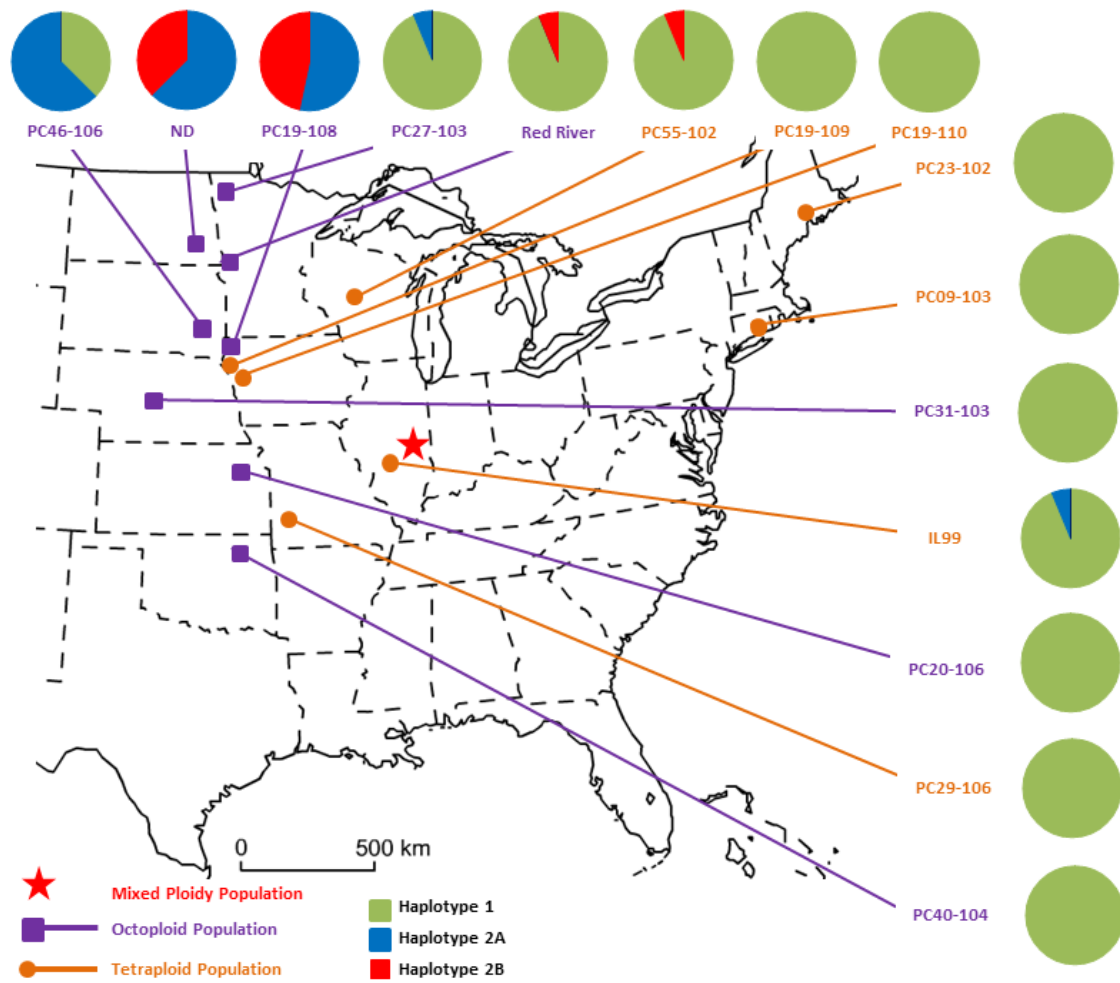 PC46-106
ND
PC19-108
PC27-103
Red River
PC55-102
PC19-109
PC19-110
PC23-102
PC09-103
PC31-103
IL99
PC20-106
PC29-106
PC40-104
0 500 km
Mixed Ploidy Population
Octoploid Population
Tetraploid Population
Haplotype 1
Haplotype 2A
Haplotype 2B